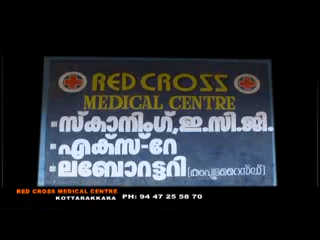 RED CROSS
MEDICAL CENTRE
സ്കാനിംഗ്, ഇ.സി.ജി.
എക്സ്-റേ
ലബോറട്ടറി (കംപ്യൂട്ടറൈസ്ഡ്)
RED CROSS MEDICAL CENTRE
KOTTARAKKARA PH: 94 47 25 58 70